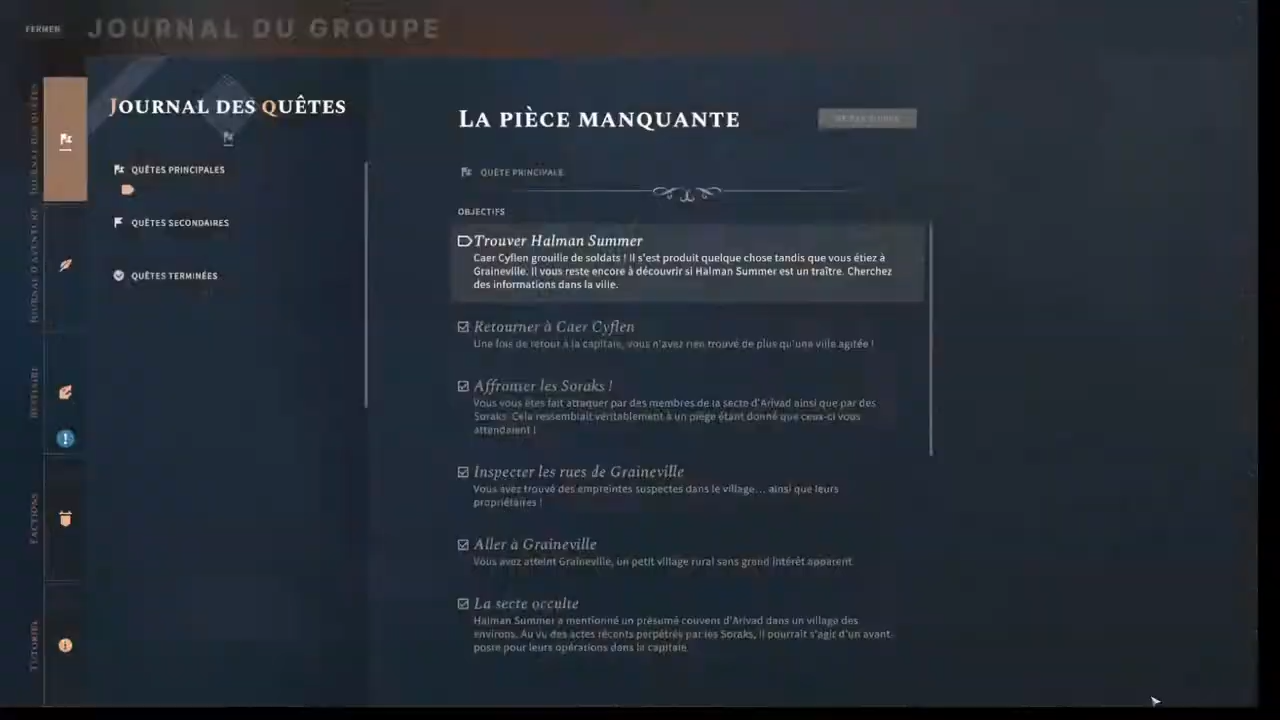 FERMER
JOURNAL DU GROUPE
JOURNAL DES QUÊTES
JOURNAL D'AVENTURE
BESTIAIRE
FACTIONS
TUTORIEL
JOURNAL DES QUÊTES
QUÊTES PRINCIPALES
QUÊTES SECONDAIRES
QUÊTES TERMINÉES
LA PIÈCE MANQUANTE
QUÊTE PRINCIPALE
OBJECTIFS
Trouver Halman Summer
Caer Cyflen grouille de soldats ! Il s'est produit quelque chose tandis que vous étiez à
Graineville. Il vous reste encore à découvrir si Halman Summer est un traître. Cherchez
des informations dans la ville.
Retourner à Caer Cyflen
Une fois de retour à la capitale, vous n'avez rien trouvé de plus qu'une ville agitée !
Affronter les Soraks !
Vous vous êtes fait attaquer par des membres de la secte d'Arivad ainsi que par des
Soraks. Cela ressemblait véritablement à un piège étant donné que ceux-ci vous
attendaient !
Inspecter les rues de Graineville
Vous avez trouvé des empreintes suspectes dans le village... ainsi que leurs
propriétaires !
Aller à Graineville
Vous avez atteint Graineville, un petit village rural sans grand intérêt apparent.
La secte occulte
Halman Summer a mentionné un présumé couvent d'Arivad dans un village des
environs. Au vu des actes récents perpétrés par les Soraks, il pourrait s'agir d'un avant-
poste pour leurs opérations dans la capitale.